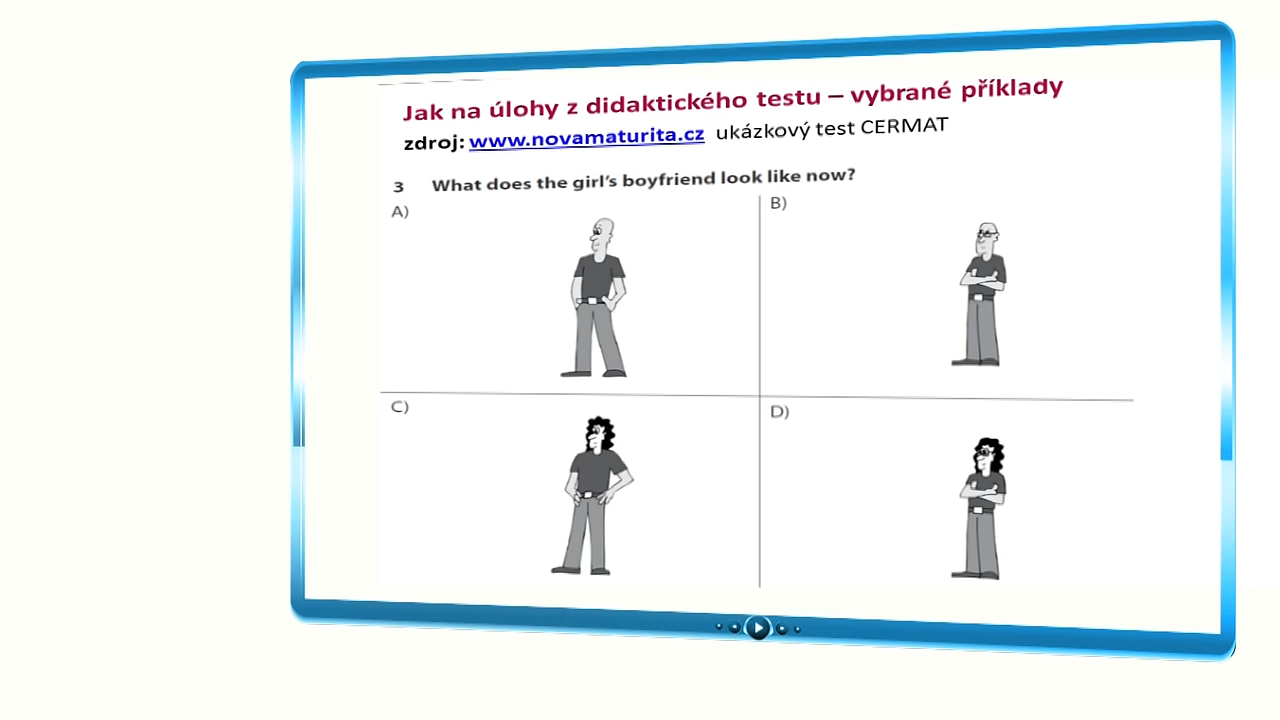 Jak na úlohy z didaktického testu – vybrané příklady
zdroj: www.novamaturita.cz ukázkový test CERMAT
3 What does the girl's boyfriend look like now?
A)
B)
C)
D)